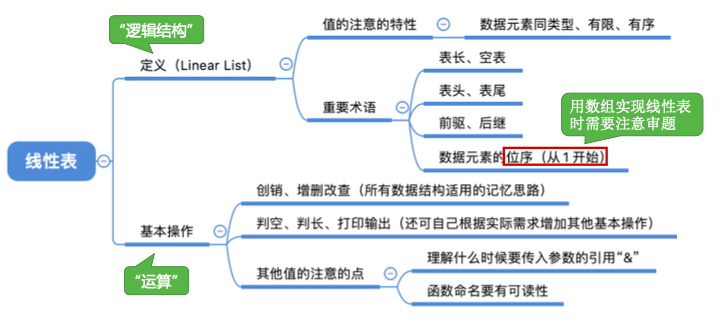 “逻辑结构”
值的注意的特性
数据元素同类型、有限、有序
定义（Linear List）
表长、空表
重要术语
表头、表尾
前驱、后继
用数组实现线性表
时需要注意审题
数据元素的位序（从1开始）
线性表
创销、增删改查（所有数据结构适用的记忆思路）
基本操作
判空、判长、打印输出（还可自己根据实际需求增加其他基本操作）
“运算”
其他值的注意的点
理解什么时候要传入参数的引用“&”
函数命名要有可读性